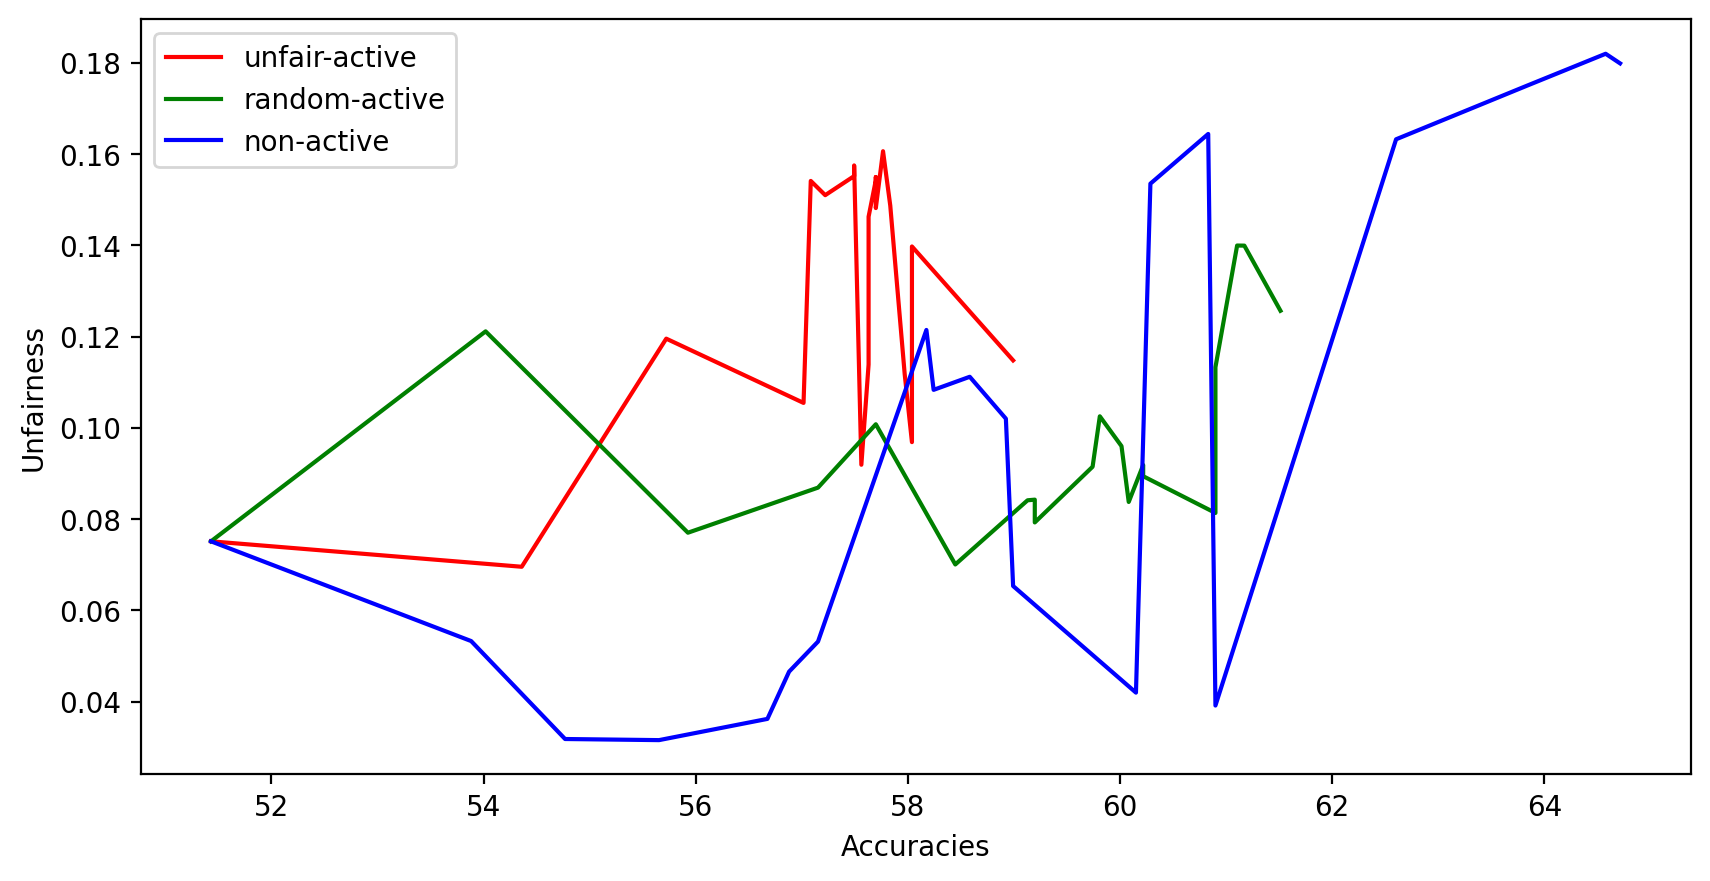 unfair-active
random-active
non-active
0.18
0.16
0.14
0.12
0.10
0.08
0.06
0.04
Unfairness
52 54 56 58 60 62 64
Accuracies